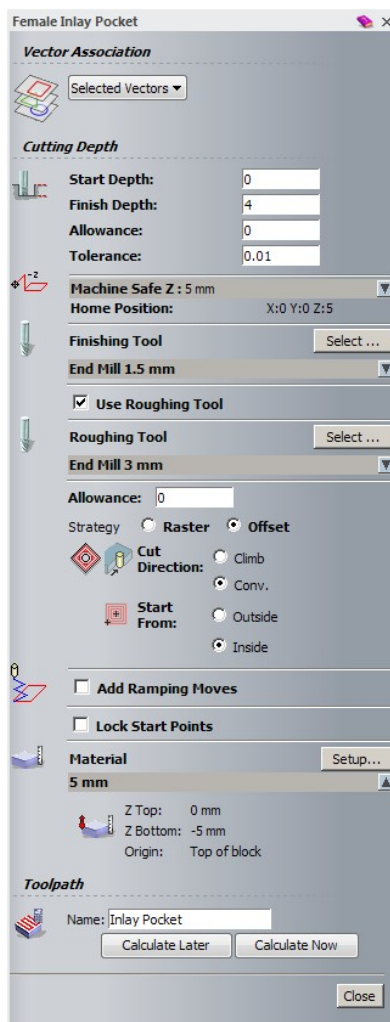 Female Inlay Pocket
Vector Association
Selected Vectors
Cutting Depth
Start Depth: 0
Finish Depth: 4
Allowance: 0
Tolerance: 0.01
-z
Machine Safe Z : 5 mm
Home Position: X:0 Y:0 Z:5
Finishing Tool Select ...
End Mill 1.5 mm
Use Roughing Tool
Roughing Tool Select ...
End Mill 3 mm
Allowance: 0
Strategy Raster Offset
Cut Direction: Climb
Conv.
Start From: Outside
Inside
Add Ramping Moves
Lock Start Points
Material Setup...
5 mm
Z Top: 0 mm
Z Bottom: -5 mm
Origin: Top of block
Toolpath
Name: Inlay Pocket
Calculate Later Calculate Now
Close